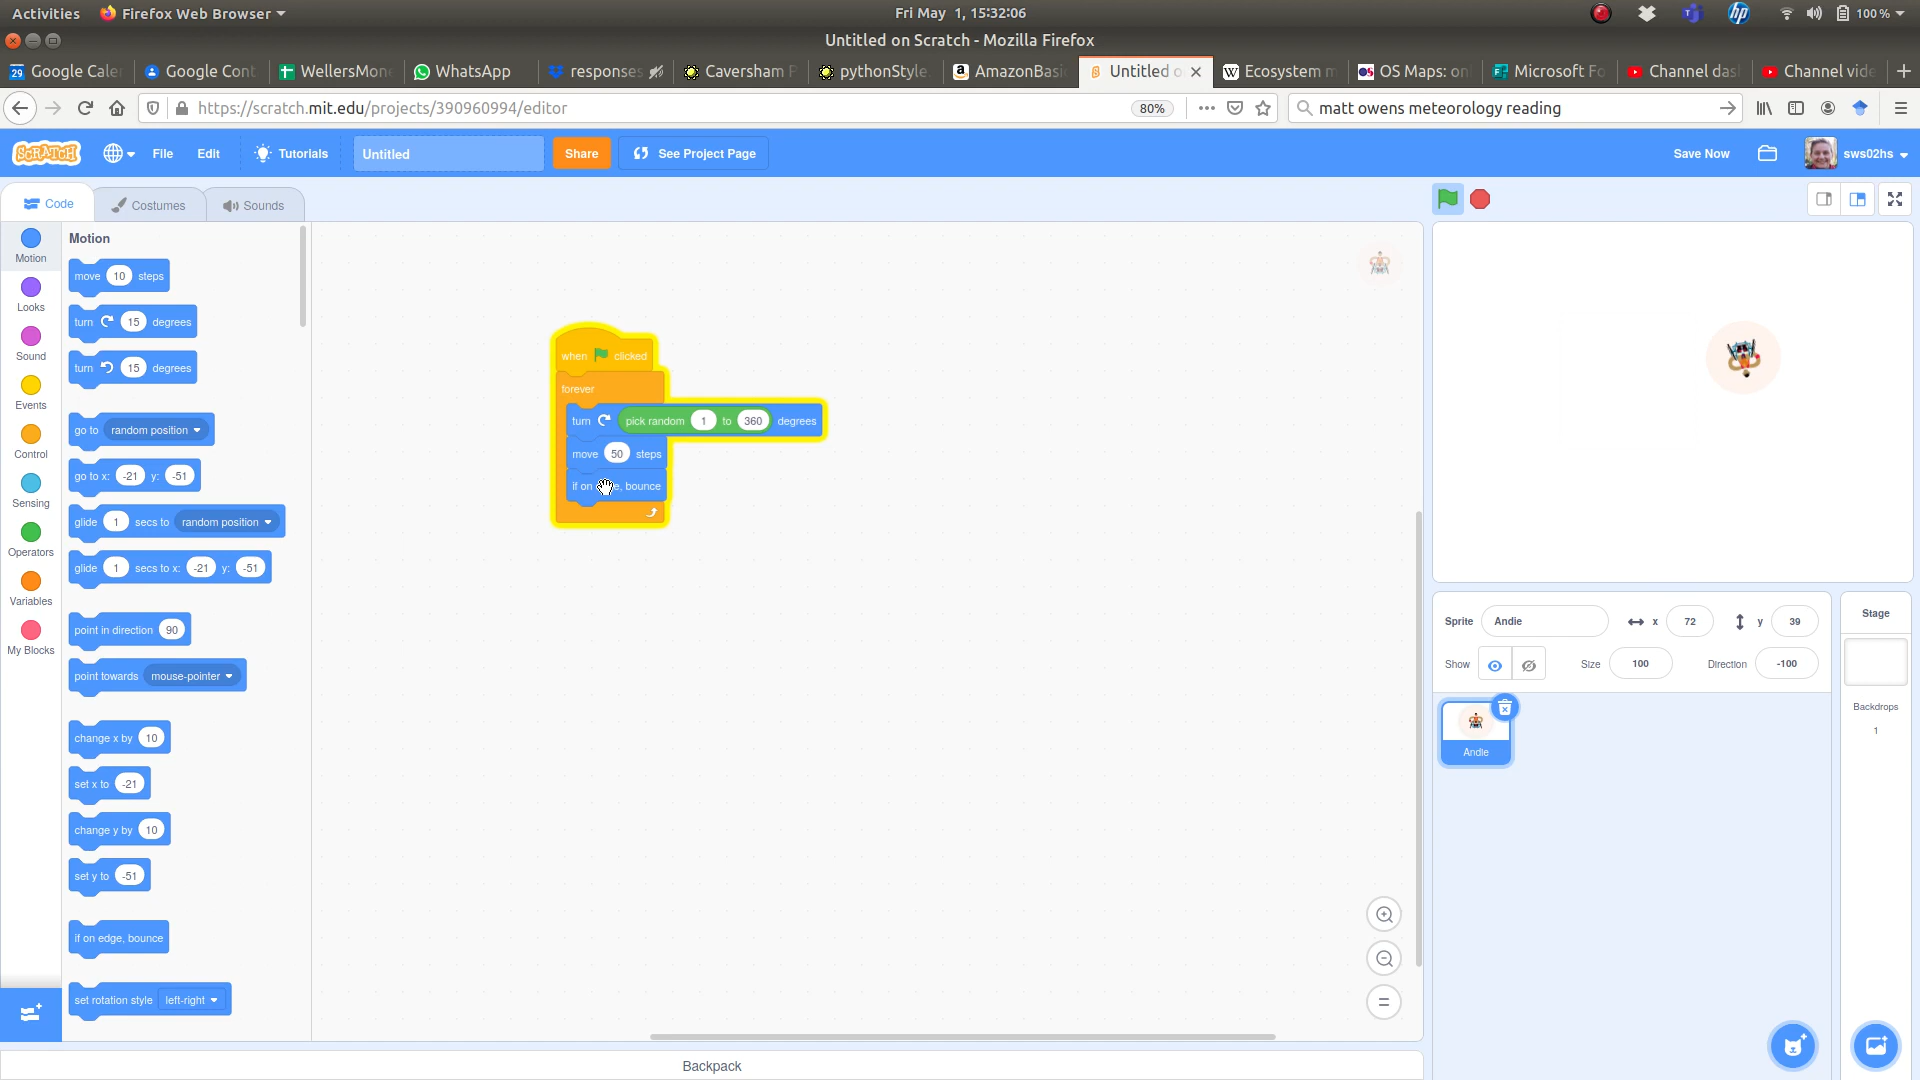 Activities Firefox Web Browser Fri May 1, 15:32:06 100 %
Untitled on Scratch - Mozilla Firefox
29 Google Cale Google Cont WellersMon WhatsApp responses Caversham P pythonStyle AmazonBasi Untitled o Ecosystem m OS Maps: on Microsoft Fo Channel das Channel vide
https://scratch.mit.edu/projects/390960994/editor 80% matt owens meteorology reading
SCRATCH File Edit Tutorials Untitled Share See Project Page Save Now sws02hs
Code Costumes Sounds
Motion
Looks
Sound
Events
Control
Sensing
Operators
Variables
My Blocks
Motion
move 10 steps
turn 15 degrees
turn 15 degrees
go to random position
go to x: -21 y: -51
glide 1 secs to random position
glide 1 secs to x: -21 y: -51
point in direction 90
point towards mouse-pointer
change x by 10
set x to -21
change y by 10
set y to -51
if on edge, bounce
set rotation style left-right
when clicked
forever
turn pick random 1 to 360 degrees
move 50 steps
if on e, bounce
Sprite Andie x 72 y 39
Show Size 100 Direction -100
Andie
Stage
Backdrops
1
Backpack